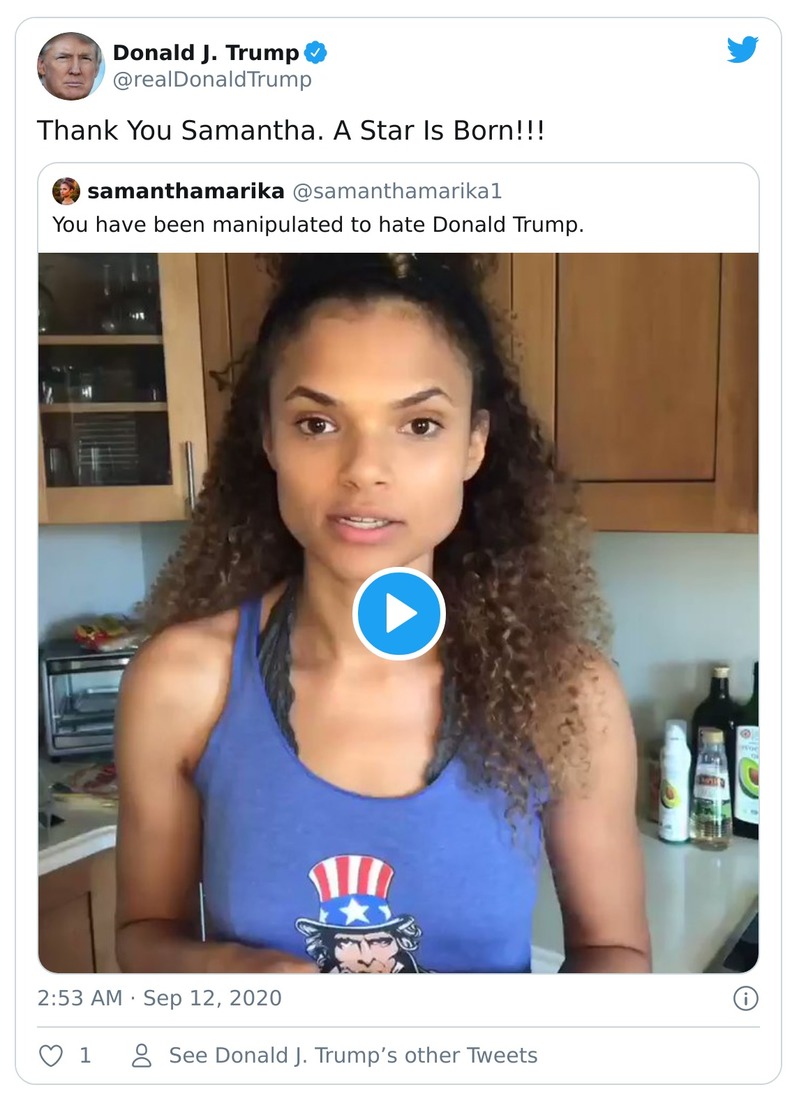 Donald J. Trump
@realDonaldTrump
Thank You Samantha. A Star Is Born!!!
samanthamarika @samanthamarika1
You have been manipulated to hate Donald Trump.
2:53 AM · Sep 12, 2020
1 See Donald J. Trump’s other Tweets